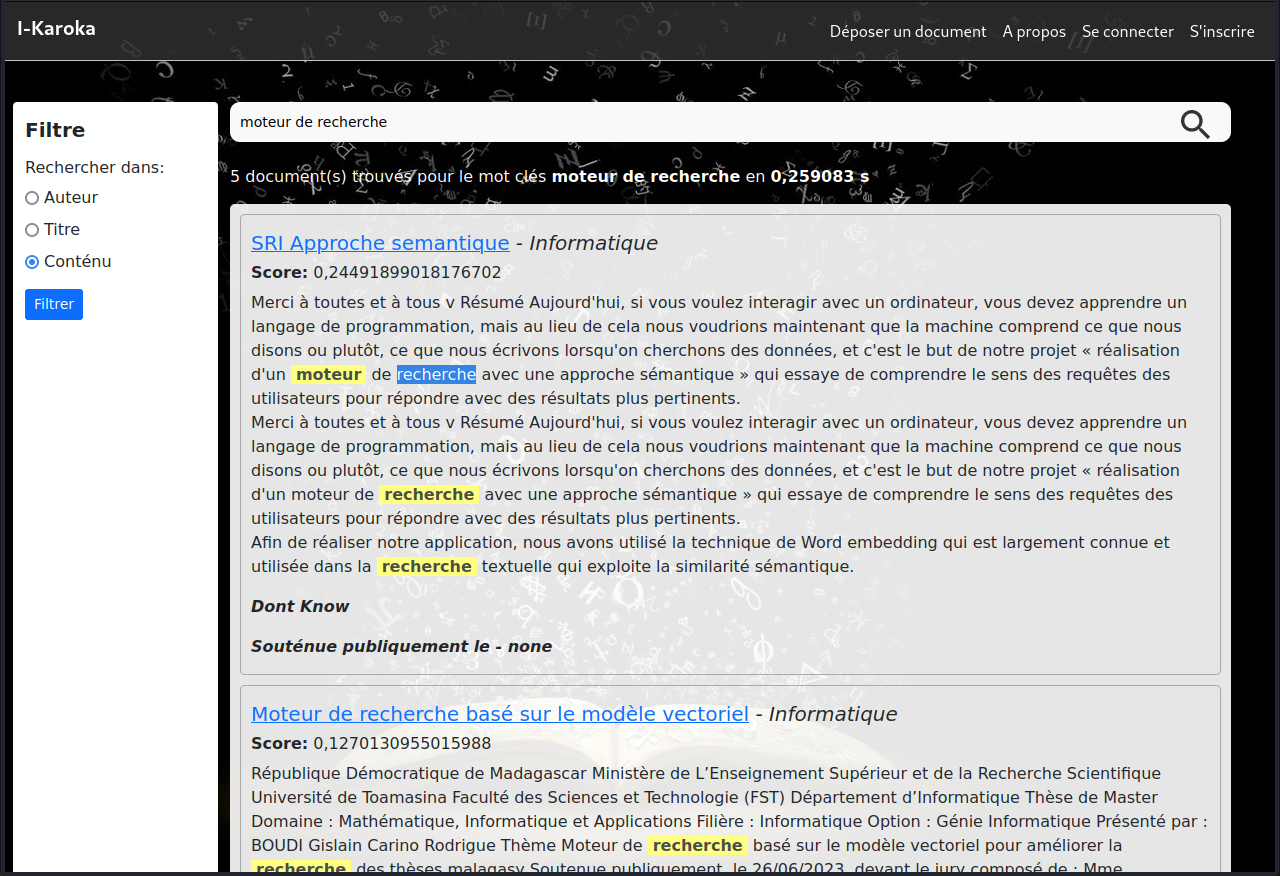 I-Karoka
Déposer un document A propos Se connecter S'inscrire
Filtre
Rechercher dans:
Auteur
Titre
Conténu
Filtrer
moteur de recherche
5 document(s) trouvés pour le mot clés moteur de recherche en 0,259083 s
SRI Approche semantique - Informatique
Score: 0,24491899018176702
Merci à toutes et à tous v Résumé Aujourd'hui, si vous voulez interagir avec un ordinateur, vous devez apprendre un
langage de programmation, mais au lieu de cela nous voudrions maintenant que la machine comprend ce que nous
disons ou plutôt, ce que nous écrivons lorsqu'on cherchons des données, et c'est le but de notre projet « réalisation
d'un moteur de recherche avec une approche sémantique » qui essaye de comprendre le sens des requêtes des
utilisateurs pour répondre avec des résultats plus pertinents.
Merci à toutes et à tous v Résumé Aujourd'hui, si vous voulez interagir avec un ordinateur, vous devez apprendre un
langage de programmation, mais au lieu de cela nous voudrions maintenant que la machine comprend ce que nous
disons ou plutôt, ce que nous écrivons lorsqu'on cherchons des données, et c'est le but de notre projet « réalisation
d'un moteur de recherche avec une approche sémantique » qui essaye de comprendre le sens des requêtes des
utilisateurs pour répondre avec des résultats plus pertinents.
Afin de réaliser notre application, nous avons utilisé la technique de Word embedding qui est largement connue et
utilisée dans la recherche textuelle qui exploite la similarité sémantique.
Dont Know
Souténue publiquement le - none
Moteur de recherche basé sur le modèle vectoriel - Informatique
Score: 0,1270130955015988
République Démocratique de Madagascar Ministère de L’Enseignement Supérieur et de la Recherche Scientifique
Université de Toamasina Faculté des Sciences et Technologie (FST) Département d’Informatique Thèse de Master
Domaine : Mathématique, Informatique et Applications Filière : Informatique Option : Génie Informatique Présenté par :
BOUDI Gislain Carino Rodrigue Thème Moteur de recherche basé sur le modèle vectoriel pour améliorer la
recherche des thèses malagasy Soutenue publiquement, le 26/06/2023, devant le jury composé de : Mme